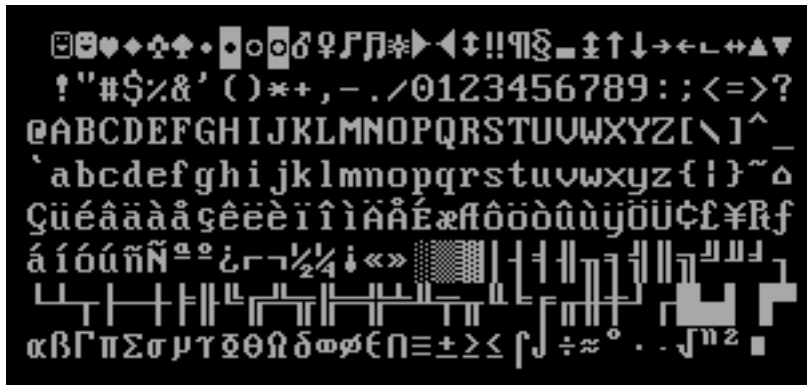 ☺☻♥♦♣♠•◘○◙♂♀♪♫☼►◄↕‼¶§▬↨↑↓→←∟↔▲▼
!"#$%&'()*+,-./0123456789:;<=>?
@ABCDEFGHIJKLMNOPQRSTUVWXYZ[\]^_
`abcdefghijklmnopqrstuvwxyz{¦}~⌂
ÇüéâäàåçêëèïîìÄÅÉæÆôöòûùÿÖÜ¢£¥₧ƒ
áíóúñÑªº¿⌐¬½¼¡«»░▒▓│┤╡╢╖╕╣║╗╝╜╛┐
└┴┬├─┼╞╟╚╔╩╦╠═╬╧╨╤╥╙╘╒╓╫╪┘┌█▄▌▐▀
αßΓπΣσµτΦΘΩδ∞φε∩≡±≥≤⌠⌡÷≈°∙·√ⁿ²■